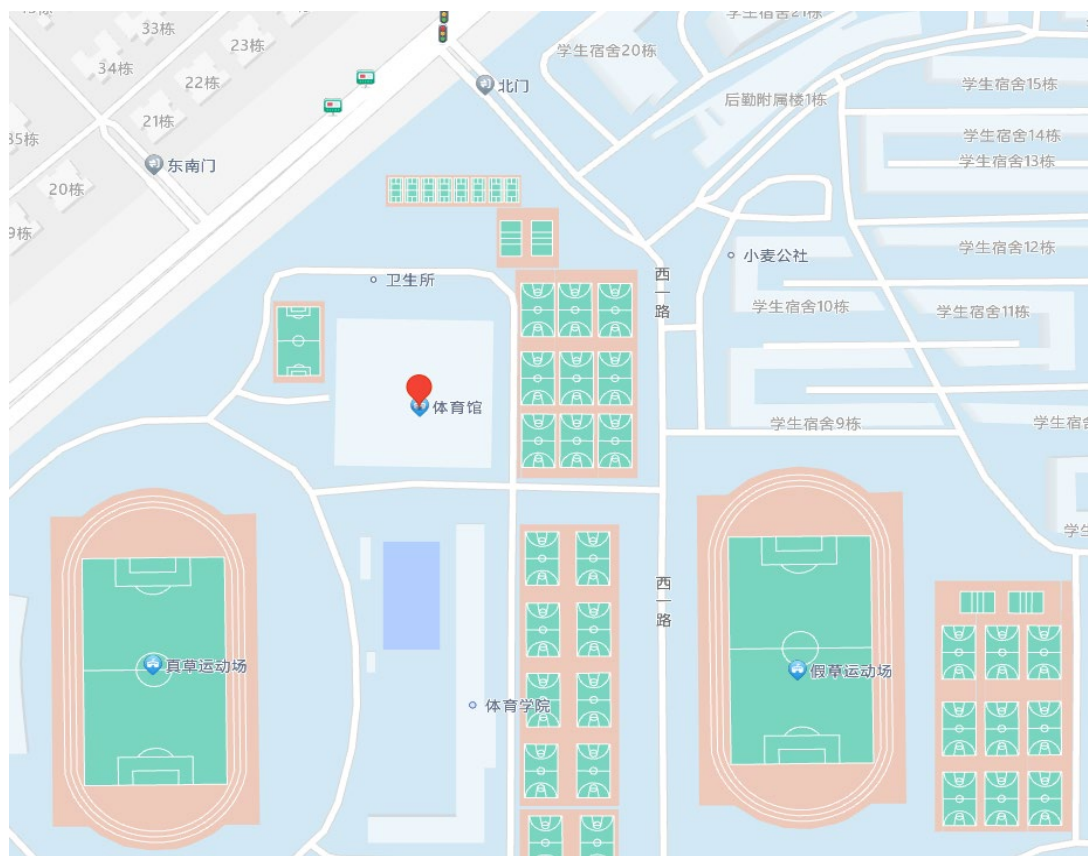 33栋
23栋
34栋
22栋
21栋
20栋
东南门
北门
学生宿舍20栋
后勤附属楼1栋
学生宿舍15栋
学生宿舍14栋
学生宿舍13栋
学生宿舍12栋
小麦公社
学生宿舍10栋
学生宿舍11栋
卫生所
西一路
体育馆
学生宿舍9栋
学生宿舍
西一路
真草运动场
假草运动场
体育学院